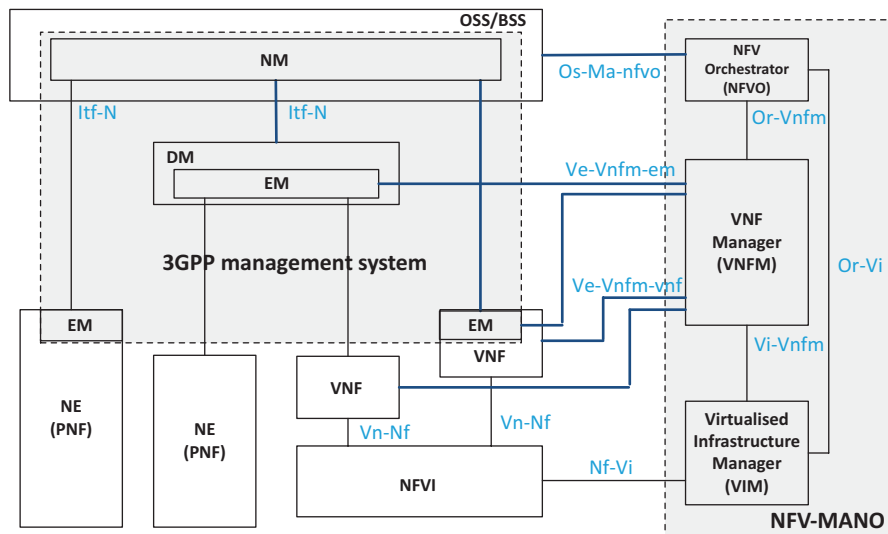 OSS/BSS
NM
NFV
Orchestrator
(NFVO)
Os-Ma-nfvo
Itf-N
Itf-N
Or-Vnfm
DM
EM
Ve-Vnfm-em
VNF
Manager
(VNFM)
3GPP management system
Or-Vi
Ve-Vnfm-vnf
EM
EM
VNF
Vi-Vnfm
VNF
NE
(PNF)
NE
(PNF)
Vn-Nf
Vn-Nf
Virtualised
Infrastructure
Manager
(VIM)
NFVI
Nf-Vi
NFV-MANO